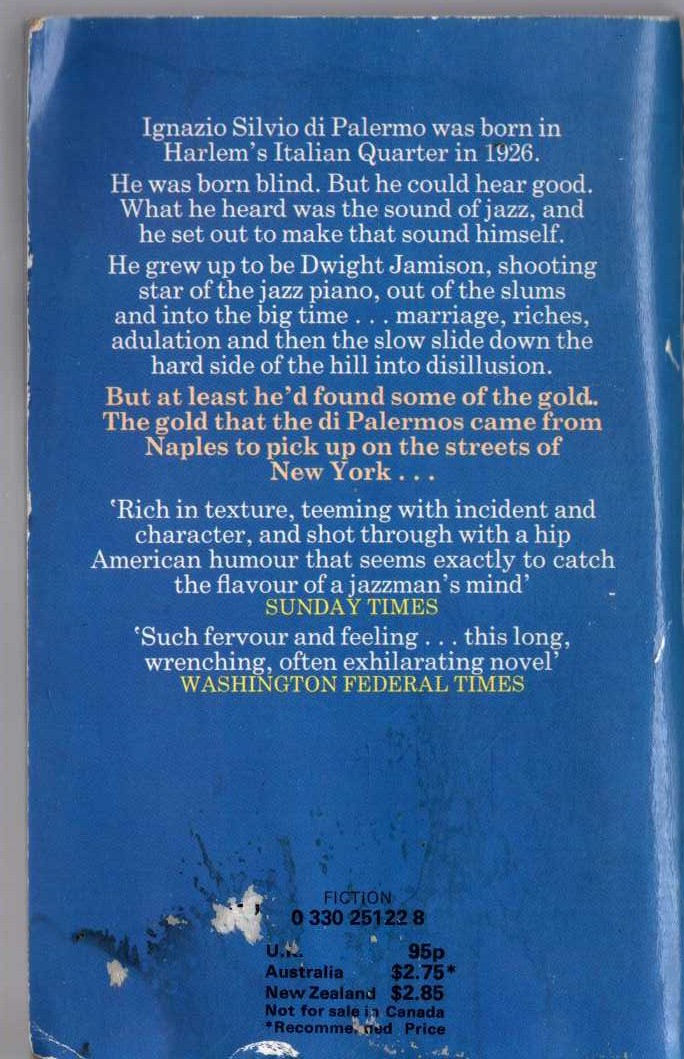 Ignazio Silvio di Palermo was born in
Harlem's Italian Quarter in 1926.
He was born blind. But he could hear good.
What he heard was the sound of jazz, and
he set out to make that sound himself.
He grew up to be Dwight Jamison, shooting
star of the jazz piano, out of the slums
and into the big time . . . marriage, riches,
adulation and then the slow slide down the
hard side of the hill into disillusion.
But at least he'd found some of the gold..
The gold that the di Palermos came from
Naples to pick up on the streets of
New York . . .
'Rich in texture, teeming with incident and
character, and shot through with a hip
American humour that seems exactly to catch
the flavour of a jazzman's mind'
SUNDAY TIMES
'Such fervour and feeling . . . this long,
wrenching, often exhilarating novel'
WASHINGTON FEDERAL TIMES
FICTION
0 330 25122 8
95p
Australia $2.75*
New Zealand $2.85
Not for sale in Canada
Price